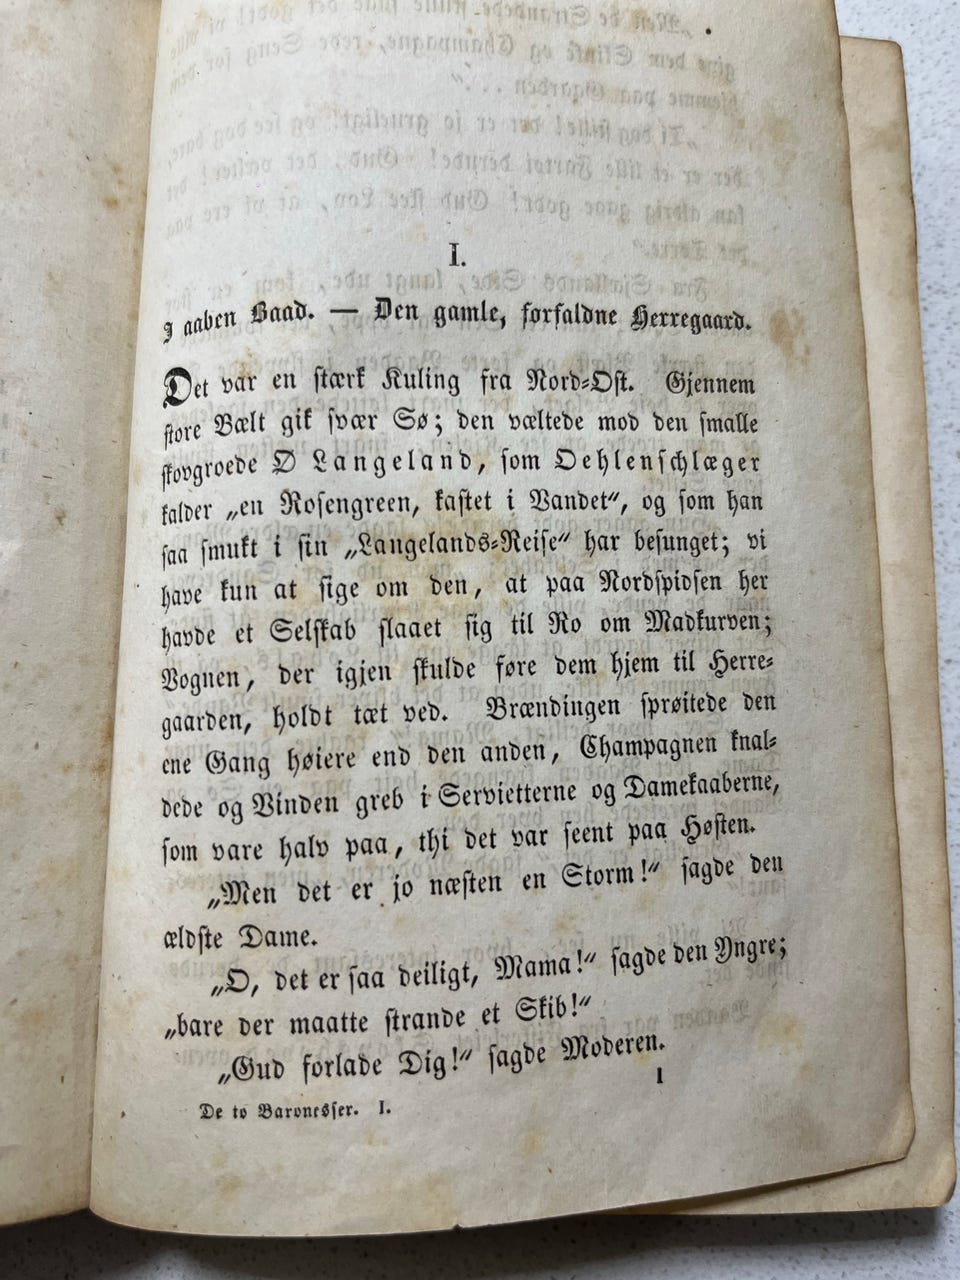 I.
I aaben Baad. — Den gamle, forfaldne Herregaard.
Det var en stærk Kuling fra Nord-Ost. Gjennem
store Bælt gik svær Sø; den væltede mod den smalle
skovgroede Ø Langeland, som Oehlenschlæger
kalder „en Rosengreen, kastet i Vandet“, og som han
saa smukt i sin „Langelands-Reise“ har besunget; vi
have kun at sige om den, at paa Nordspidsen her
havde et Selskab slaaet sig til Ro om Madkurven;
Vognen, der igjen skulde føre dem hjem til Herre-
gaarden, holdt tæt ved. Brændingen sprøitede den
ene Gang høiere end den anden, Champagnen knal-
dede og Vinden greb i Servietterne og Damekaaberne,
som vare halv paa, thi det var seent paa Høsten.
„Men det er jo næsten en Storm!“ sagde den
ældste Dame.
„O, det er saa deiligt, Mama!“ sagde den Yngre;
„bare der maatte strande et Skib!“
„Gud forlade Dig!“ sagde Moderen.
De to Baronesser. I. 1